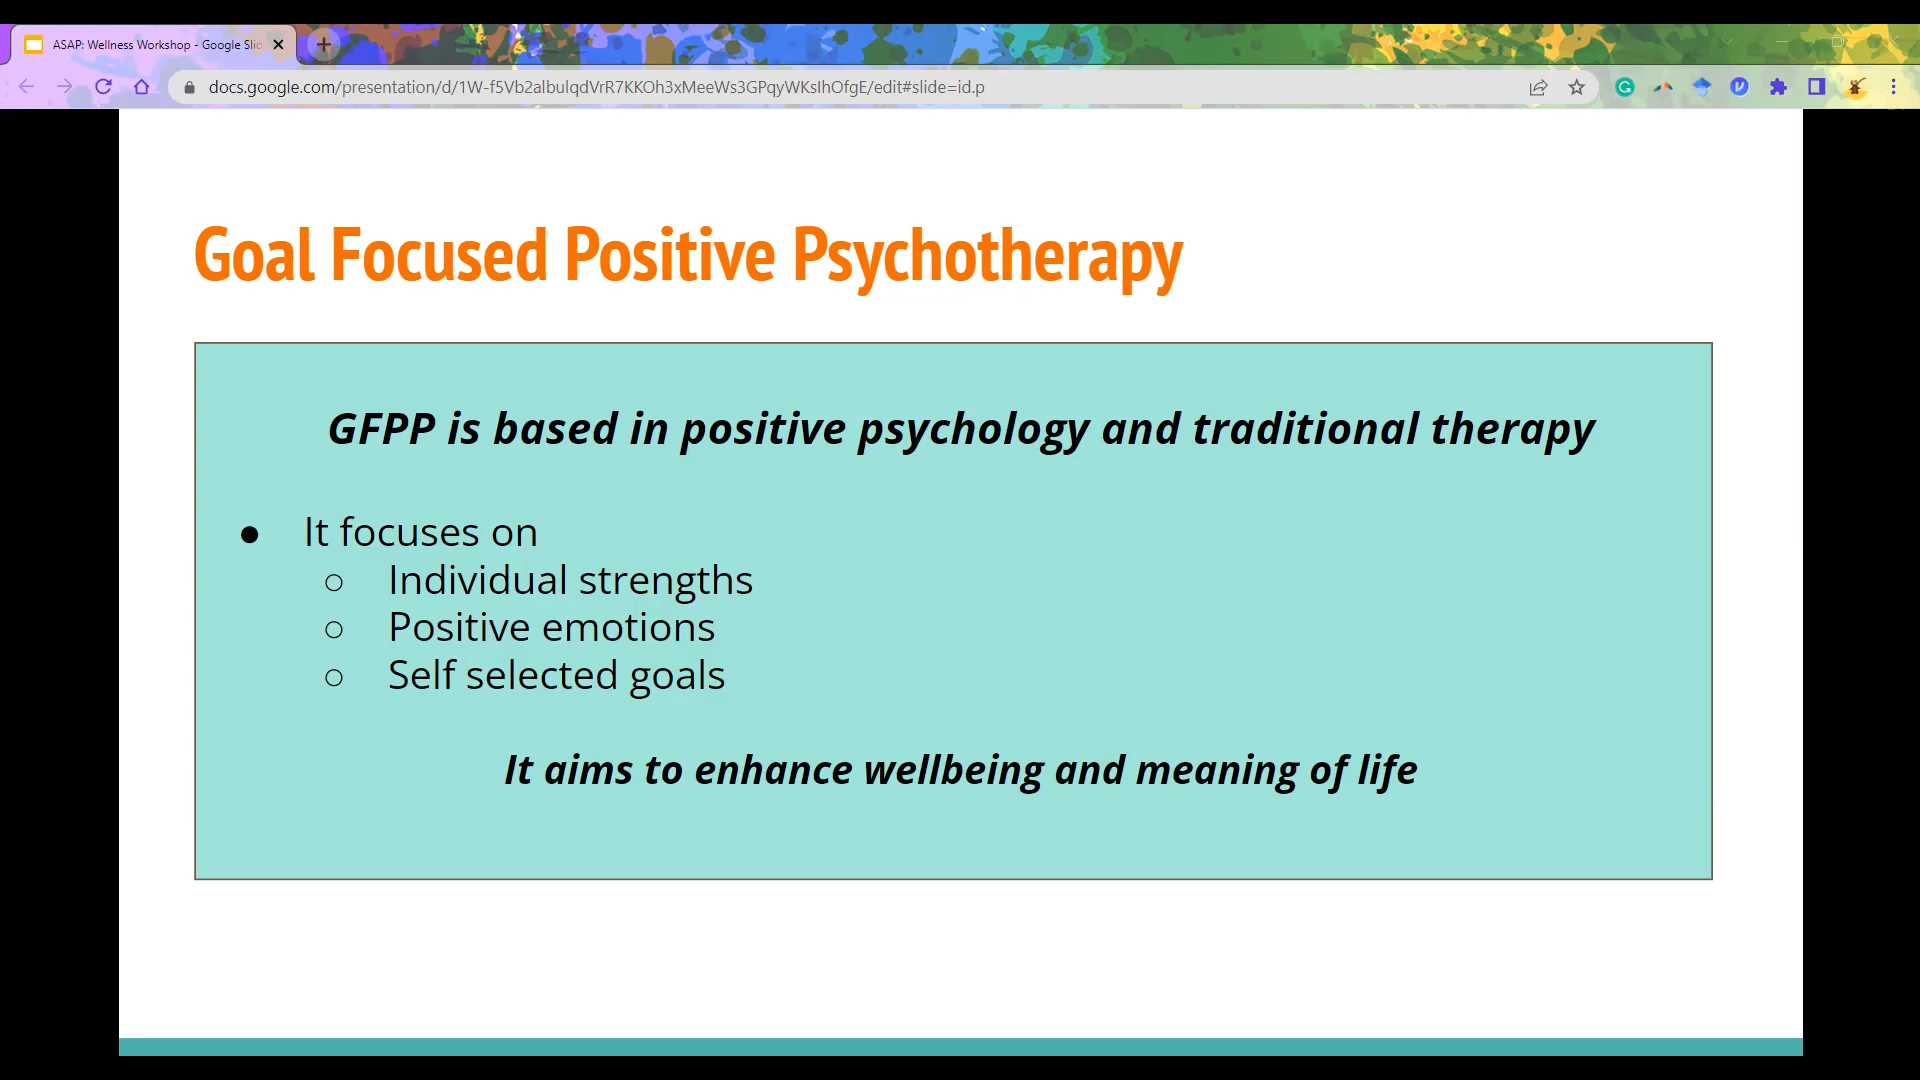 ASAP: Wellness Workshop - Google Slid
docs.google.com/presentation/d/1W-f5Vb2albulqdVrR7KKOh3xMeeWs3GPqyWKsIhOfgE/edit#slide=id.p
Goal Focused Positive Psychotherapy
GFPP is based in positive psychology and traditional therapy
● It focuses on
○ Individual strengths
○ Positive emotions
○ Self selected goals
It aims to enhance wellbeing and meaning of life